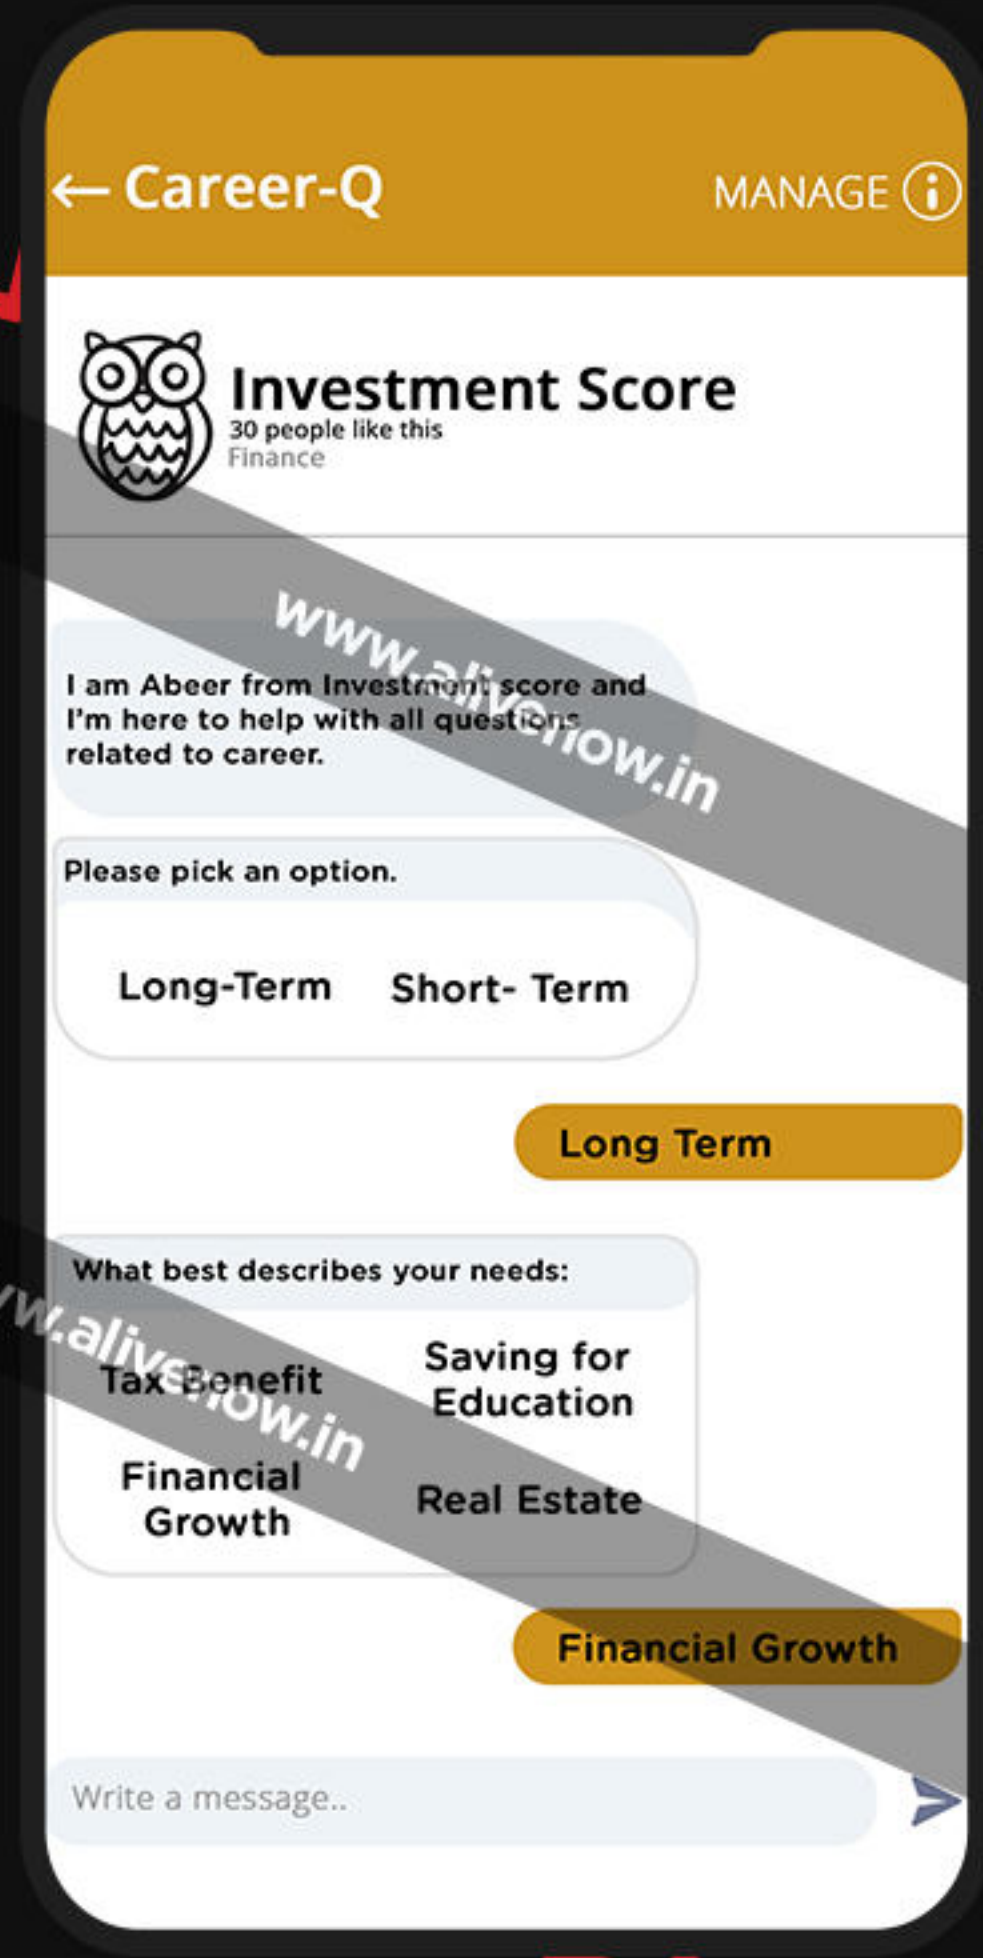 ← Career-Q
MANAGE
Investment Score
30 people like this
Finance
www.alivenow.in
I am Abeer from Investment score and
I'm here to help with all questions
related to career.
Please pick an option.
Long-Term
Short- Term
Long Term
What best describes your needs:
Tax Benefit
Saving for
Education
Financial
Growth
Real Estate
w.alivenow.in
Financial Growth
Write a message..